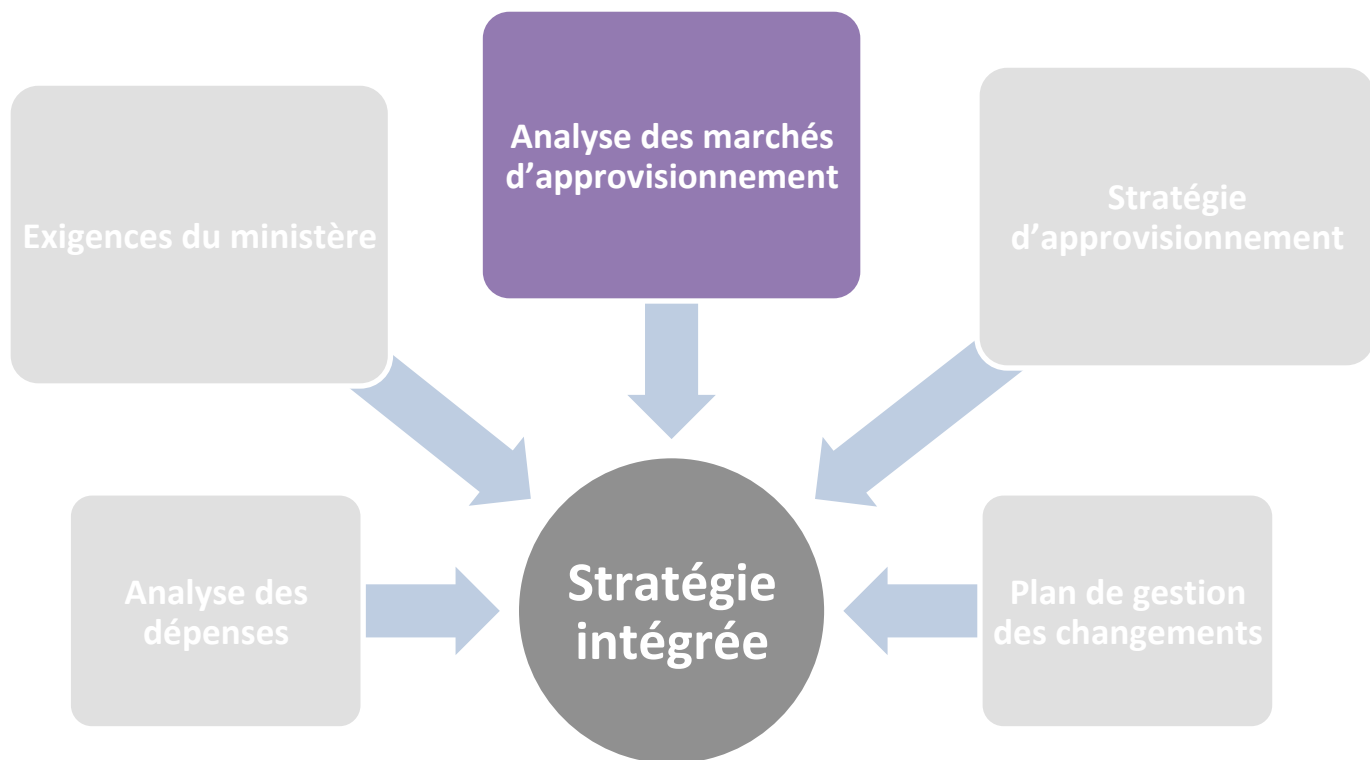 Analyse des marchés
d’approvisionnement
Exigences du ministère
Stratégie
d’approvisionnement
Analyse des
dépenses
Stratégie
intégrée
Plan de gestion
des changements